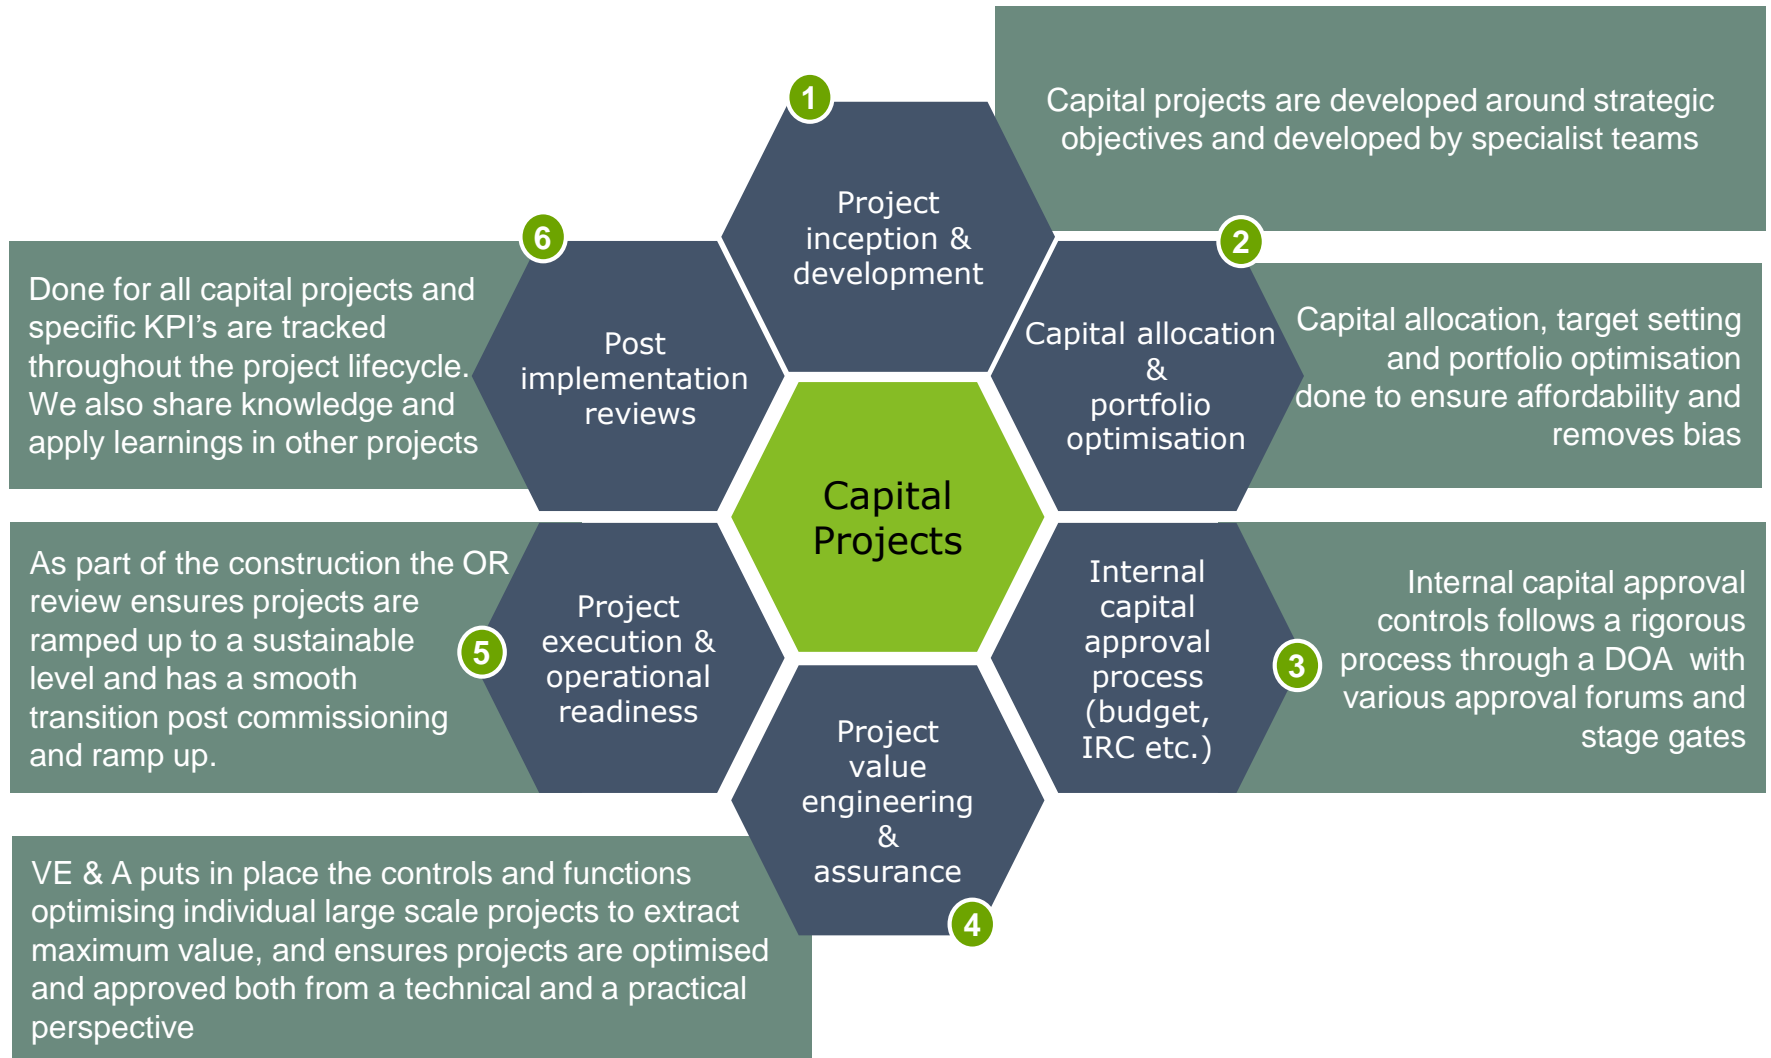 1
Project
inception &
development
Capital projects are developed around strategic
objectives and developed by specialist teams
2
Capital allocation
&
portfolio
optimisation
Capital allocation, target setting
and portfolio optimisation
done to ensure affordability and
removes bias
3
Internal
capital
approval
process
(budget,
IRC etc.)
Internal capital approval
controls follows a rigorous
process through a DOA  with
various approval forums and
stage gates
4
Project
value
engineering
&
assurance
VE & A puts in place the controls and functions
optimising individual large scale projects to extract
maximum value, and ensures projects are optimised
and approved both from a technical and a practical
perspective
5
Project
execution &
operational
readiness
As part of the construction the OR
review ensures projects are
ramped up to a sustainable
level and has a smooth
transition post commissioning
and ramp up.
6
Post
implementation
reviews
Done for all capital projects and
specific KPI's are tracked
throughout the project lifecycle.
We also share knowledge and
apply learnings in other projects
Capital
Projects